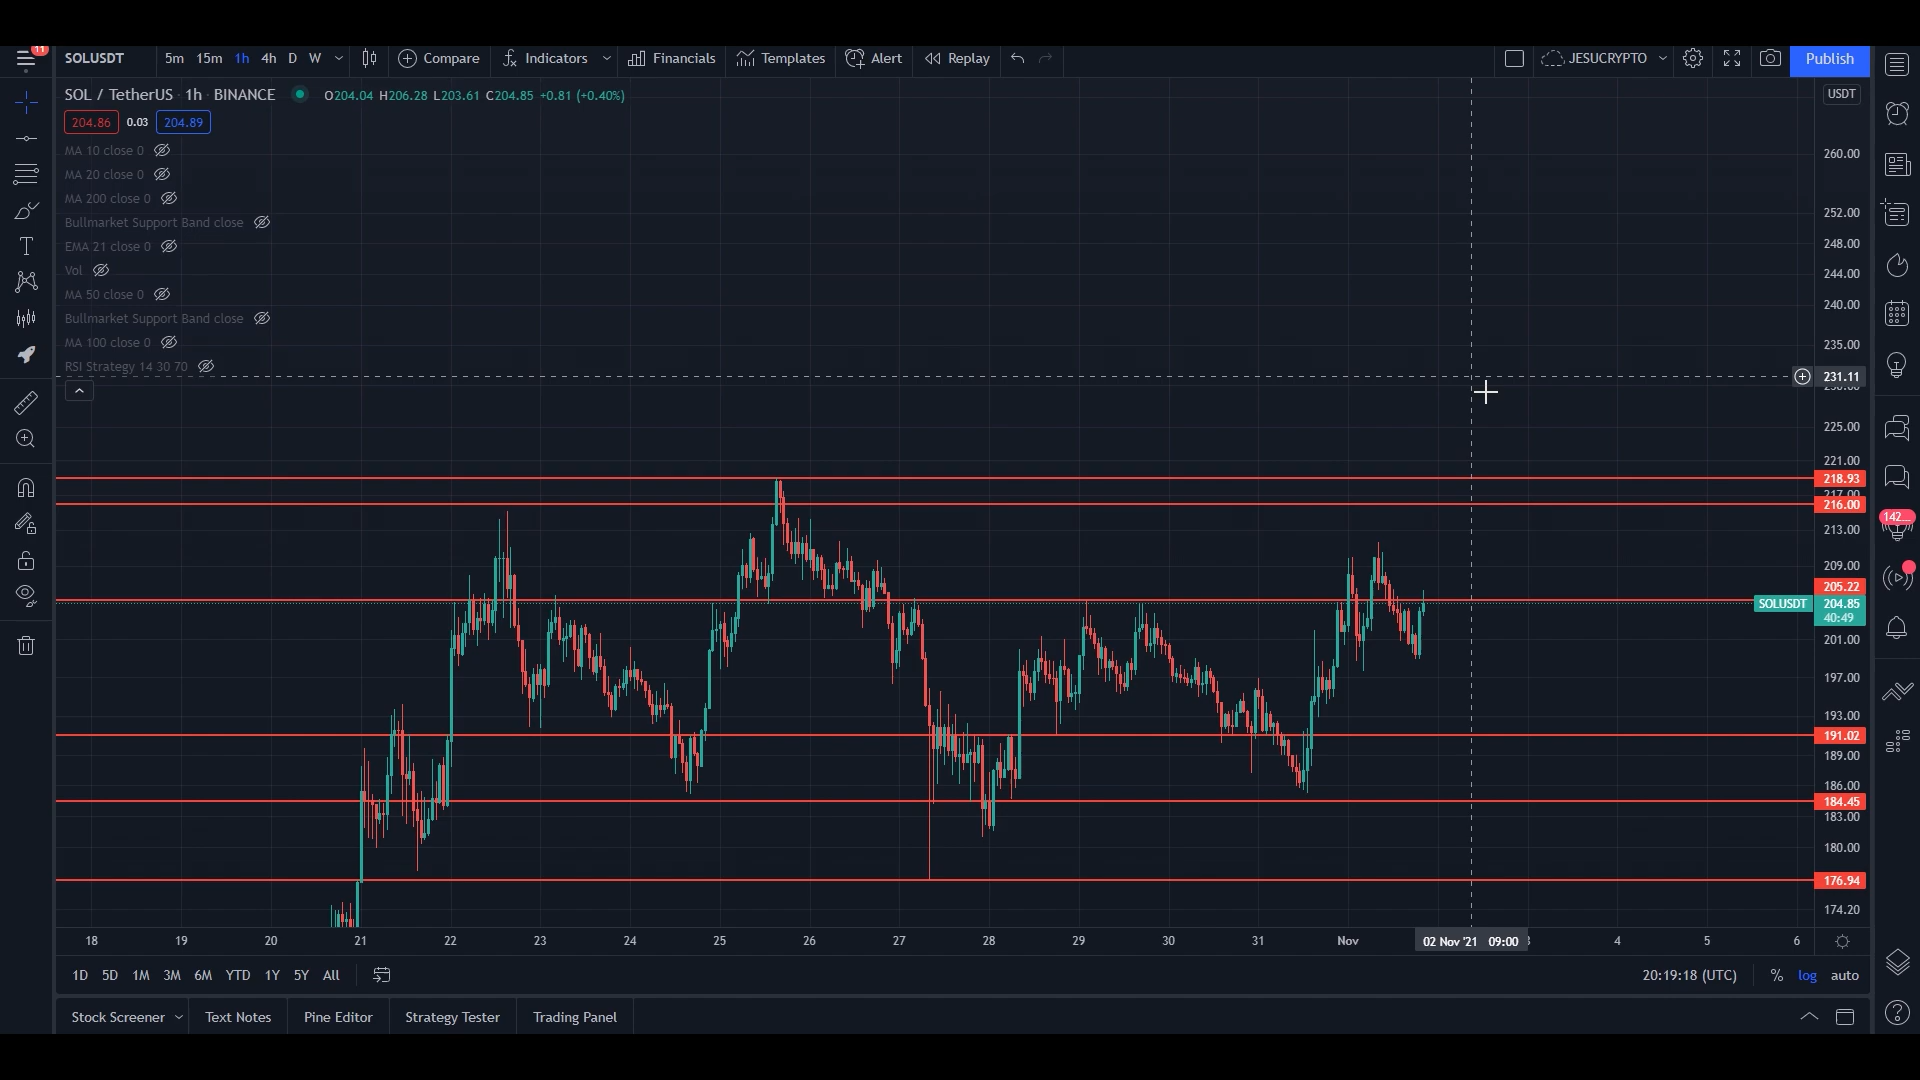 11
SOLUSDT 5m 15m 1h 4h D W Compare Indicators Financials Templates Alert Replay JESUCRYPTO Publish
SOL / TetherUS · 1h · BINANCE O204.04 H206.28 L203.61 C204.85 +0.81 (+0.40%)
USDT
204.86 0.03 204.89
MA 10 close 0
MA 20 close 0
MA 200 close 0
Bullmarket Support Band close
EMA 21 close 0
Vol
MA 50 close 0
Bullmarket Support Band close
MA 100 close 0
RSI Strategy 14 30 70
260.00
252.00
248.00
244.00
240.00
235.00
231.11
225.00
221.00
218.93
217.00
216.00
213.00
142...
209.00
205.22
SOLUSDT 204.85
40:49
201.00
197.00
193.00
191.02
189.00
186.00
184.45
183.00
180.00
176.94
174.20
18 19 20 21 22 23 24 25 26 27 28 29 30 31 Nov 02 Nov '21 09:00 3 4 5 6
1D 5D 1M 3M 6M YTD 1Y 5Y All 20:19:18 (UTC) % log auto
Stock Screener Text Notes Pine Editor Strategy Tester Trading Panel